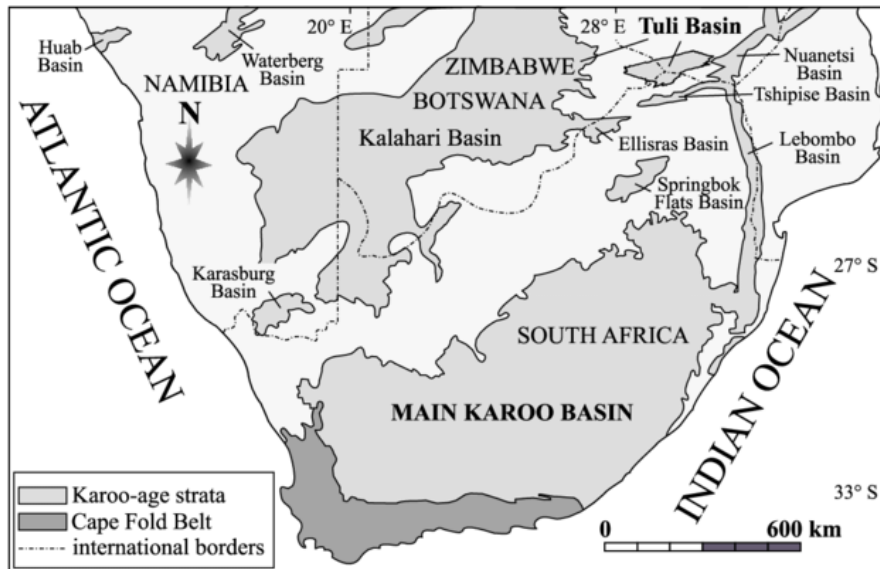 20° E
28° E
Tuli Basin
Huab
Basin
Waterberg
Basin
Nuanetsi
Basin
ZIMBABWE
NAMIBIA
N
BOTSWANA
Tshipise Basin
Kalahari Basin
Ellisras Basin
Lebombo
Basin
Springbok
Flats Basin
ATLANTIC OCEAN
Karasburg
Basin
27° S
SOUTH AFRICA
MAIN KAROO BASIN
INDIAN OCEAN
Karoo-age strata
Cape Fold Belt
international borders
33° S
0
600 km